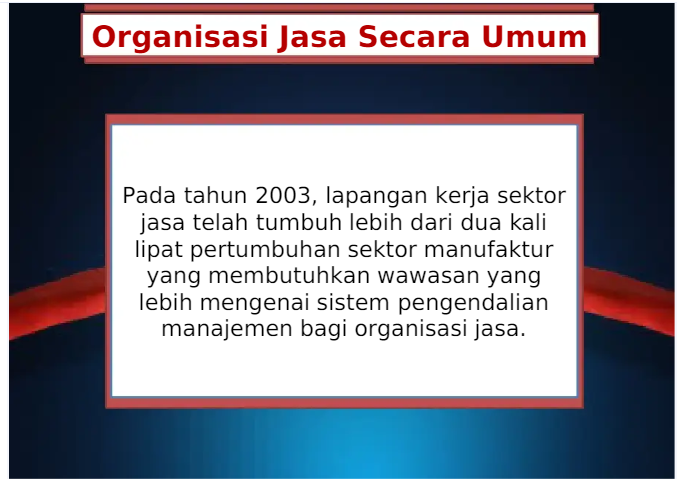 Organisasi Jasa Secara Umum
Pada tahun 2003, lapangan kerja sektor
jasa telah tumbuh lebih dari dua kali
lipat pertumbuhan sektor manufaktur
yang membutuhkan wawasan yang
lebih mengenai sistem pengendalian
manajemen bagi organisasi jasa.